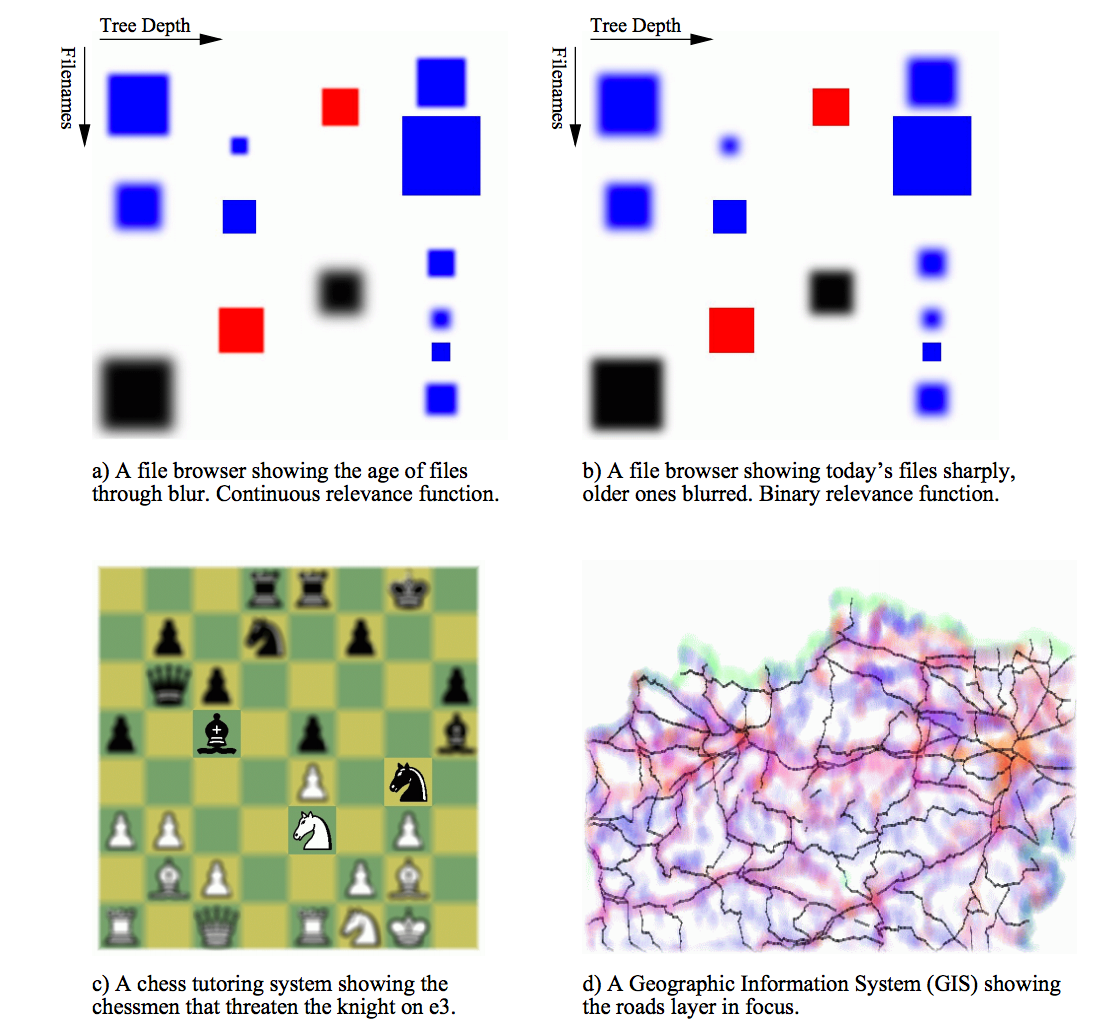 Tree Depth
Filenames
Tree Depth
Filenames
a) A file browser showing the age of files
through blur. Continuous relevance function.
b) A file browser showing today’s files sharply,
older ones blurred. Binary relevance function.
c) A chess tutoring system showing the
chessmen that threaten the knight on e3.
d) A Geographic Information System (GIS) showing
the roads layer in focus.